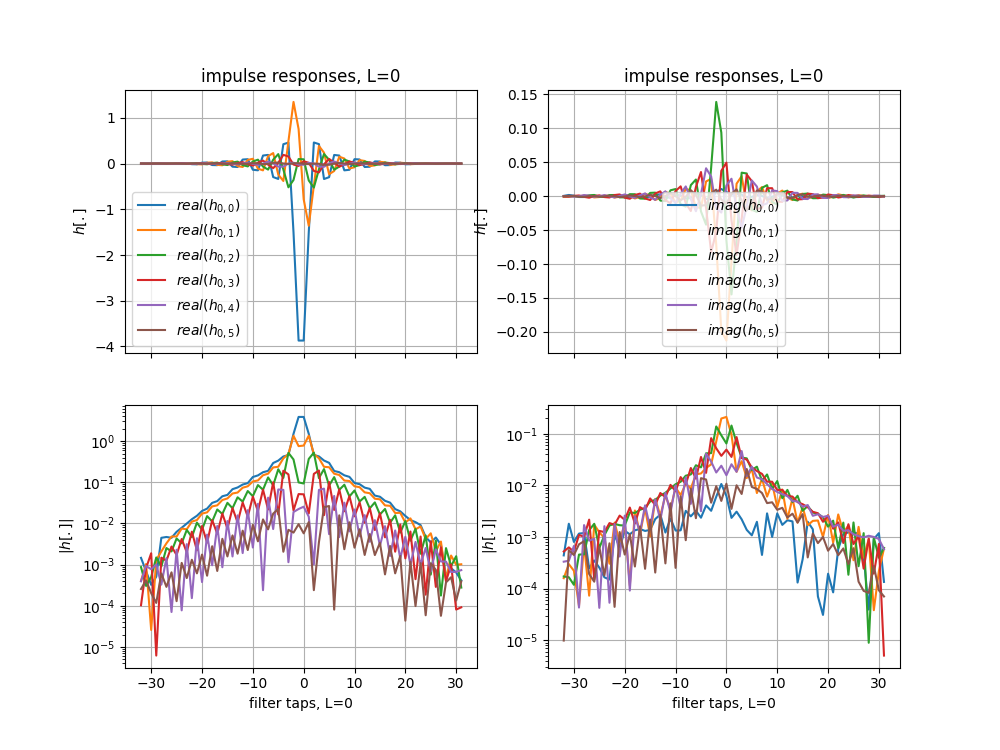 impulse responses, L=0
impulse responses, L=0
h[.]
1
0
−1
−2
−3
−4
real(h0,0)
real(h0,1)
real(h0,2)
real(h0,3)
real(h0,4)
real(h0,5)
h[.]
0.15
0.10
0.05
0.00
−0.05
−0.10
−0.15
−0.20
imag(h0,0)
imag(h0,1)
imag(h0,2)
imag(h0,3)
imag(h0,4)
imag(h0,5)
|h[.]|
10⁰
10⁻¹
10⁻²
10⁻³
10⁻⁴
10⁻⁵
−30 −20 −10 0 10 20 30
filter taps, L=0
|h[.]|
10⁻¹
10⁻²
10⁻³
10⁻⁴
10⁻⁵
−30 −20 −10 0 10 20 30
filter taps, L=0